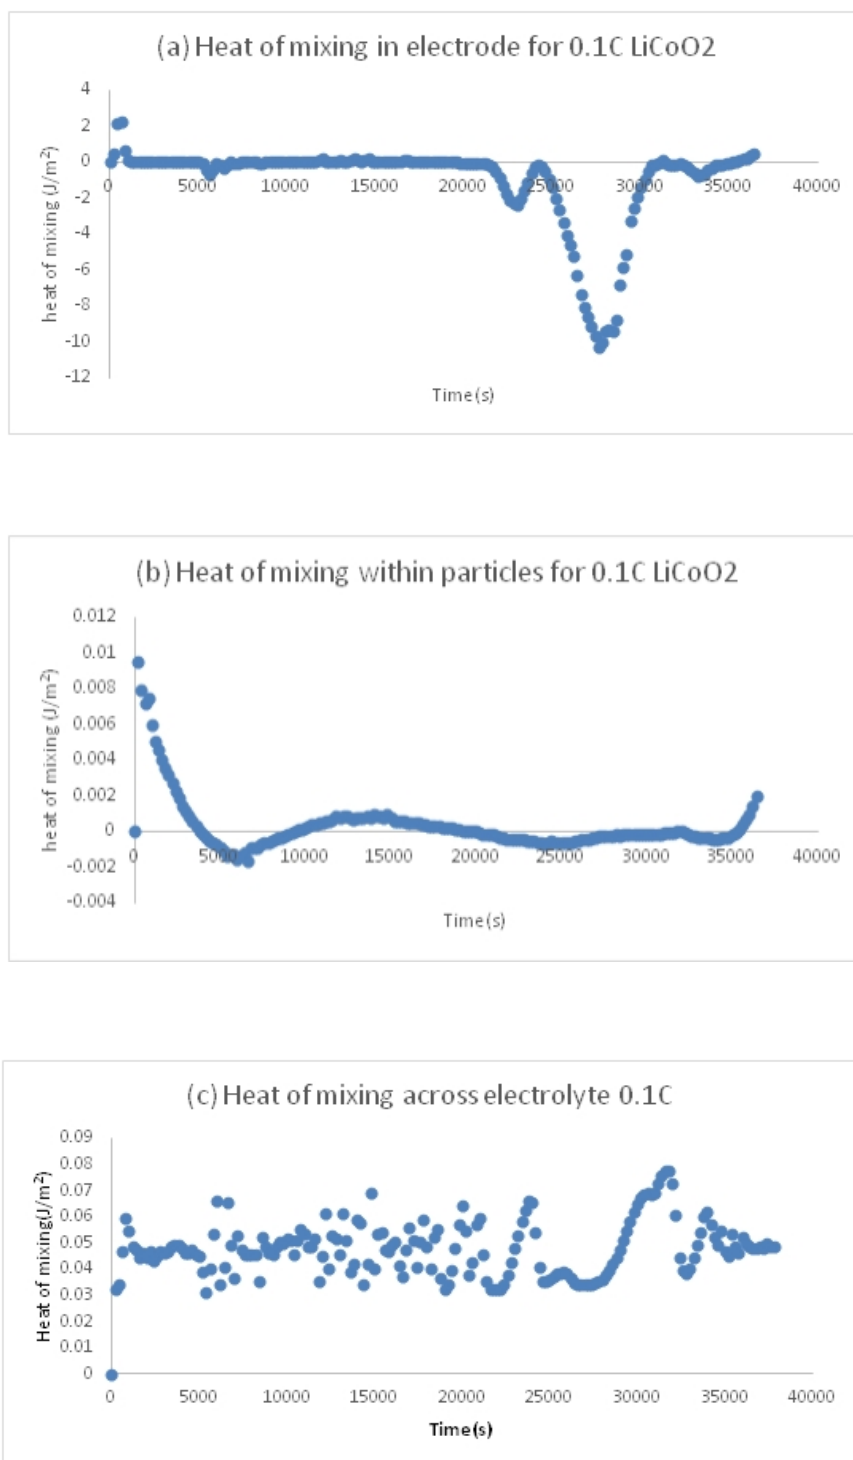 (a) Heat of mixing in electrode for 0.1C LiCoO2
4
2
0
-2
-4
-6
-8
-10
-12
0 5000 10000 15000 20000 25000 30000 35000 40000
heat of mixing (J/m²)
Time(s)
(b) Heat of mixing within particles for 0.1C LiCoO2
0.012
0.01
0.008
0.006
0.004
0.002
0
-0.002
-0.004
0 5000 10000 15000 20000 25000 30000 35000 40000
heat of mixing (J/m²)
Time(s)
(c) Heat of mixing across electrolyte 0.1C
0.09
0.08
0.07
0.06
0.05
0.04
0.03
0.02
0.01
0
0 5000 10000 15000 20000 25000 30000 35000 40000
Heat of mixing(J/m²)
Time(s)